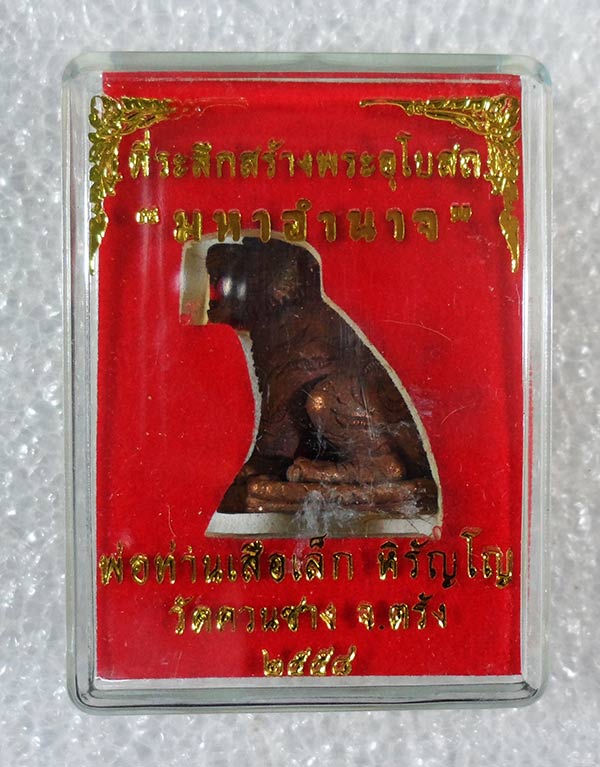 ที่ระลึกสร้างพระอุโบสถ
"มหาอำนาจ"
พ่อท่านเสือเล็ก หิรัญโญ
วัดควนซาง จ.ตรัง
๒๕๕๘